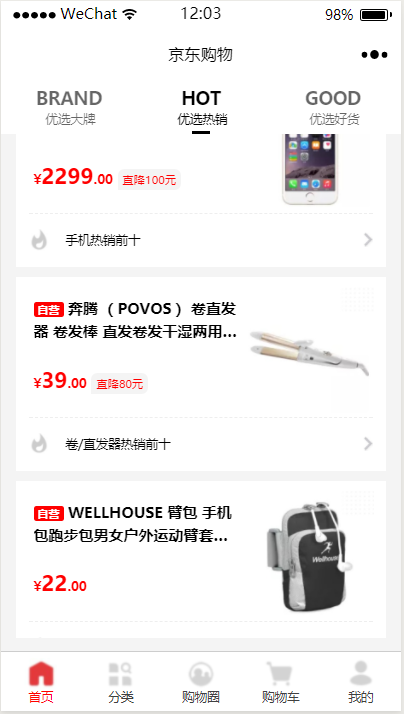 WeChat 12:03 98%
京东购物
BRAND HOT GOOD
优选大牌 优选热销 优选好货
¥2299.00 直降100元
手机热销前十
自营 奔腾（POVOS）卷直发
器 卷发棒 直发卷发干湿两用...
¥39.00 直降80元
卷/直发器热销前十
自营 WELLHOUSE 臂包 手机
包跑步包男女户外运动臂套...
Wellhouse
¥22.00
首页 分类 购物圈 购物车 我的